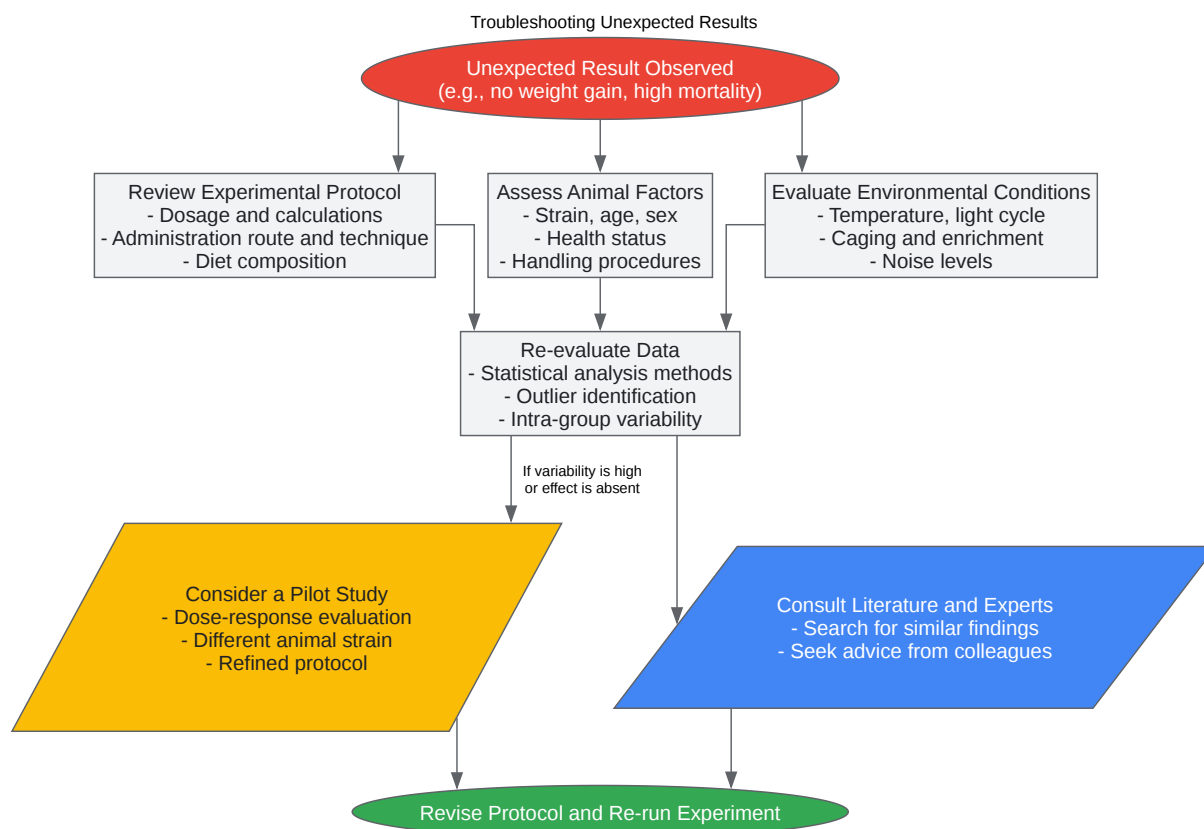 Troubleshooting Unexpected Results
Unexpected Result Observed
(e.g., no weight gain, high mortality)
Review Experimental Protocol
- Dosage and calculations
- Administration route and technique
- Diet composition
Assess Animal Factors
- Strain, age, sex
- Health status
- Handling procedures
Evaluate Environmental Conditions
- Temperature, light cycle
- Caging and enrichment
- Noise levels
Re-evaluate Data
- Statistical analysis methods
- Outlier identification
- Intra-group variability
If variability is high
or effect is absent
Consider a Pilot Study
- Dose-response evaluation
- Different animal strain
- Refined protocol
Consult Literature and Experts
- Search for similar findings
- Seek advice from colleagues
Revise Protocol and Re-run Experiment